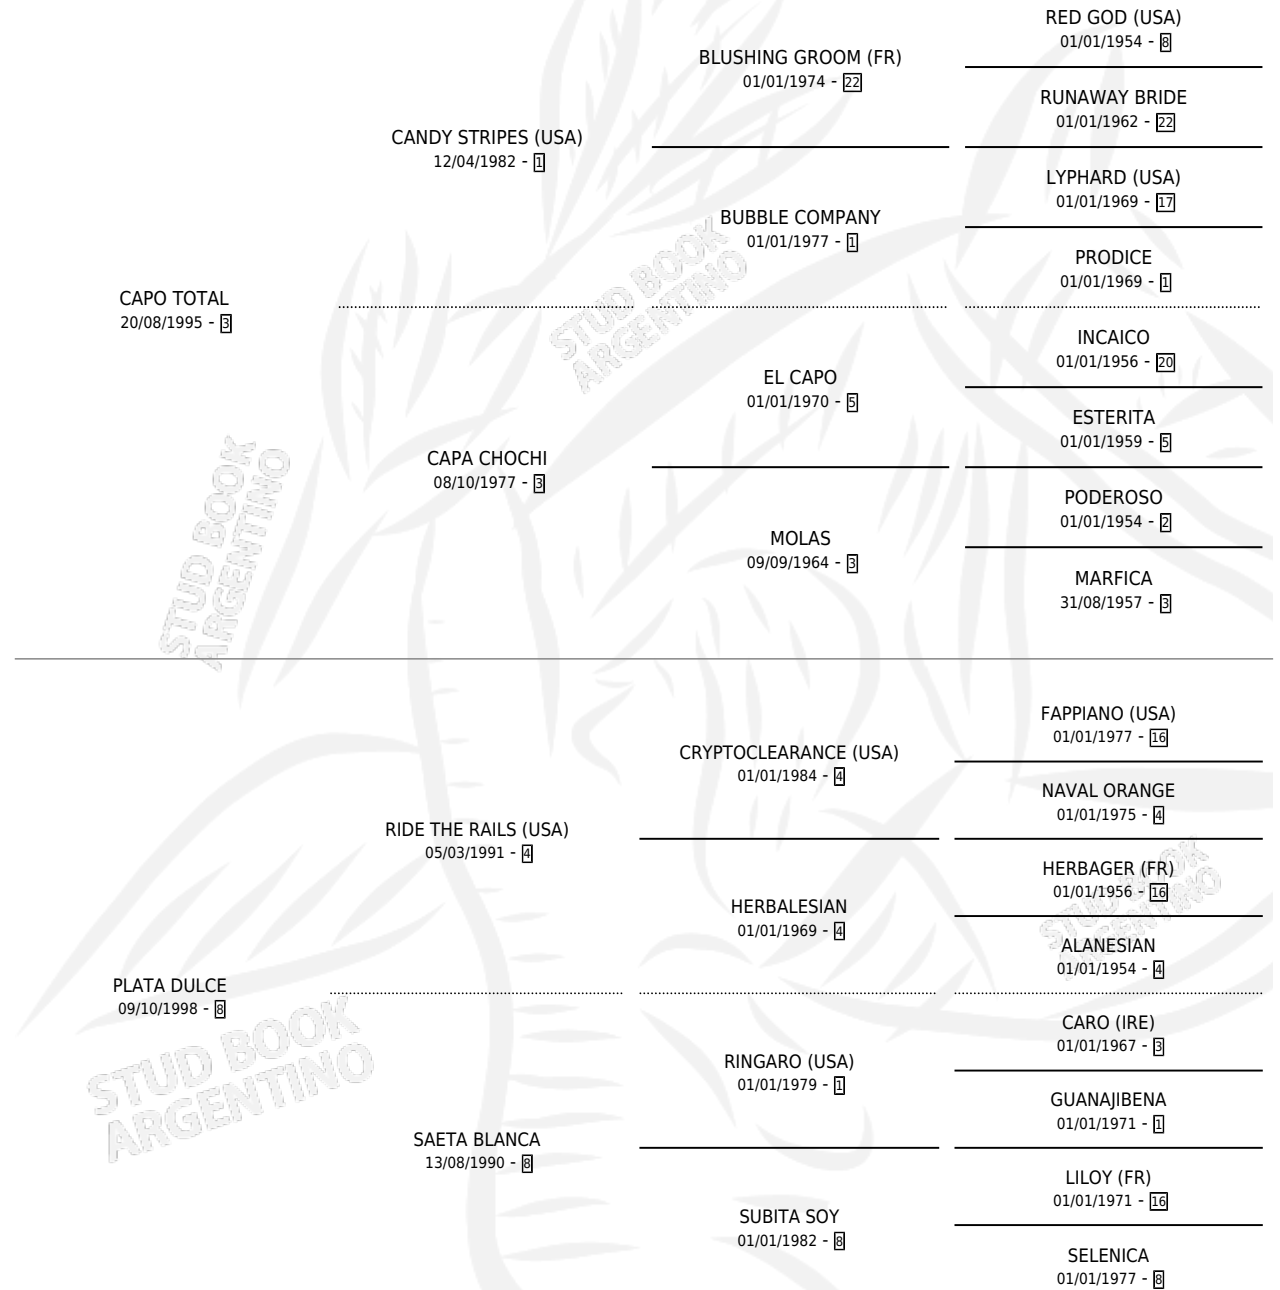 RED GOD (USA)
01/01/1954 - 8
BLUSHING GROOM (FR)
01/01/1974 - 22
RUNAWAY BRIDE
01/01/1962 - 22
CANDY STRIPES (USA)
12/04/1982 - 1
LYPHARD (USA)
01/01/1969 - 17
BUBBLE COMPANY
01/01/1977 - 1
PRODICE
01/01/1969 - 1
CAPO TOTAL
20/08/1995 - 3
STUD BOOK
ARGENTINO
INCAICO
01/01/1956 - 20
EL CAPO
01/01/1970 - 5
ESTERITA
01/01/1959 - 5
CAPA CHOCHI
08/10/1977 - 3
PODEROSO
01/01/1954 - 2
MOLAS
09/09/1964 - 3
MARFICA
31/08/1957 - 3
STUD BOOK
ARGENTINO
FAPPIANO (USA)
01/01/1977 - 16
CRYPTOCLEARANCE (USA)
01/01/1984 - 4
NAVAL ORANGE
01/01/1975 - 4
RIDE THE RAILS (USA)
05/03/1991 - 4
HERBAGER (FR)
01/01/1956 - 16
HERBALESIAN
01/01/1969 - 4
STUD BOOK
ARGENTINO
ALANESIAN
01/01/1954 - 4
PLATA DULCE
09/10/1998 - 8
STUD BOOK
ARGENTINO
CARO (IRE)
01/01/1967 - 3
RINGARO (USA)
01/01/1979 - 1
GUANAJIBENA
01/01/1971 - 1
SAETA BLANCA
13/08/1990 - 8
LILOY (FR)
01/01/1971 - 16
SUBITA SOY
01/01/1982 - 8
SELENICA
01/01/1977 - 8